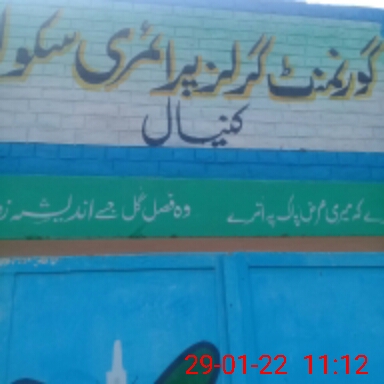 گورنمنٹ گرلز پرائمری سکول
کنیال
کہ میری عرض پاک پہ اترے وہ فصل گل جسے اندیشہ
29-01-22 11:12